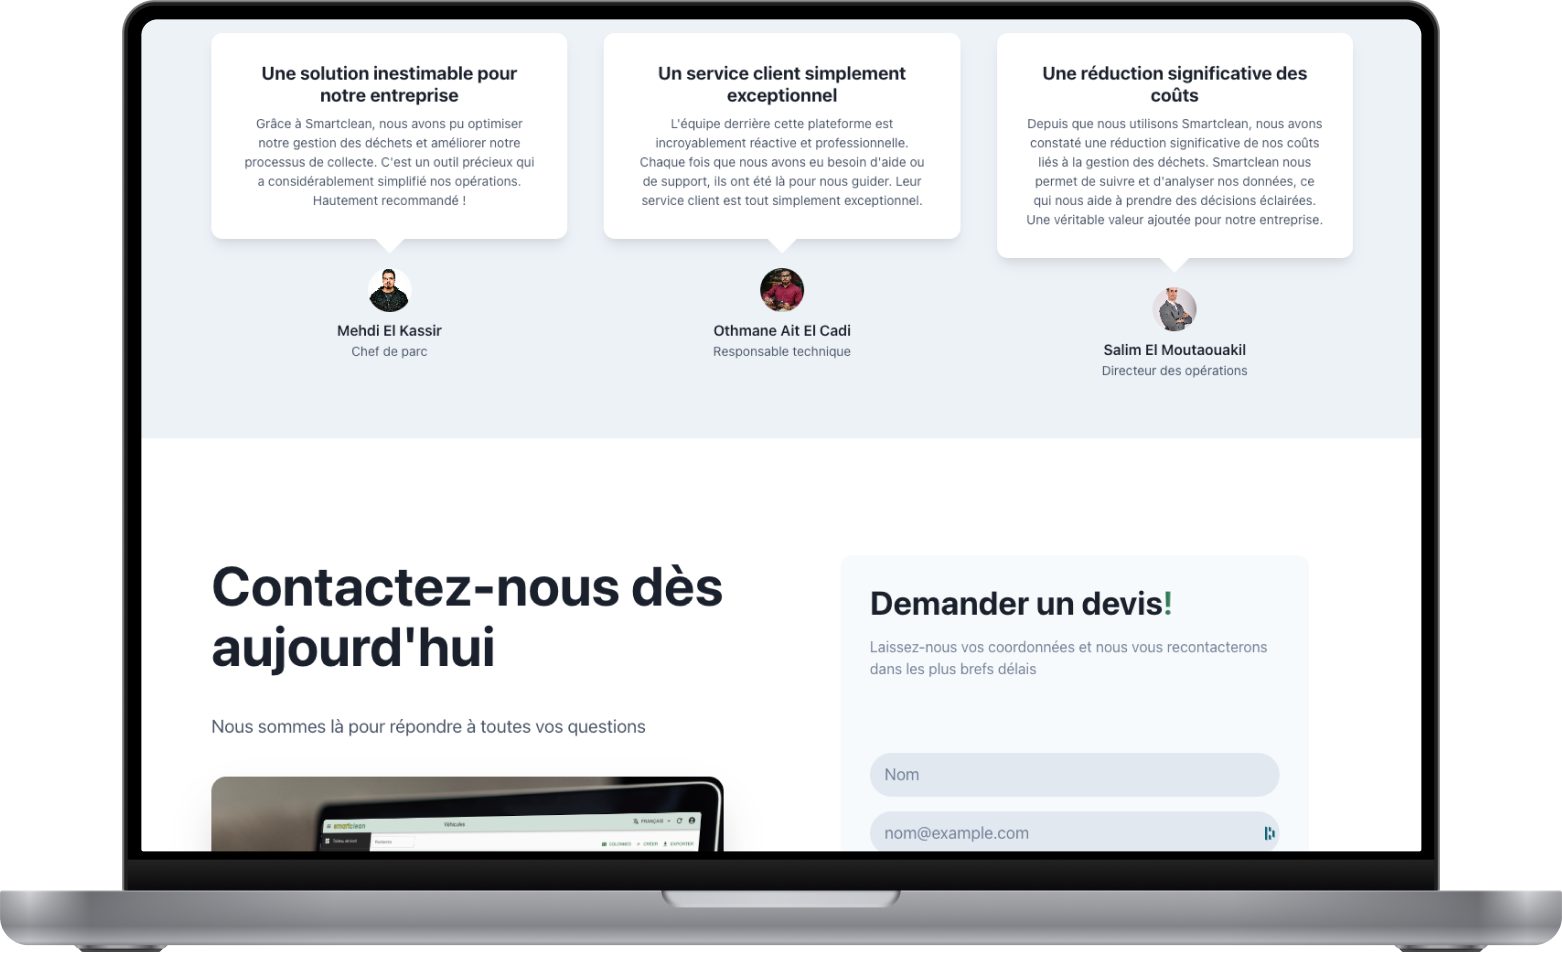 Une solution inestimable pour
notre entreprise
Grâce à Smartclean, nous avons pu optimiser
notre gestion des déchets et améliorer notre
processus de collecte. C'est un outil précieux qui
a considérablement simplifié nos opérations.
Hautement recommandé !
Mehdi El Kassir
Chef de parc
Un service client simplement
exceptionnel
L'équipe derrière cette plateforme est
incroyablement réactive et professionnelle.
Chaque fois que nous avons eu besoin d'aide ou
de support, ils ont été là pour nous guider. Leur
service client est tout simplement exceptionnel.
Othmane Ait El Cadi
Responsable technique
Une réduction significative des
coûts
Depuis que nous utilisons Smartclean, nous avons
constaté une réduction significative de nos coûts
liés à la gestion des déchets. Smartclean nous
permet de suivre et d'analyser nos données, ce
qui nous aide à prendre des décisions éclairées.
Une véritable valeur ajoutée pour notre entreprise.
Salim El Moutaouakil
Directeur des opérations
Contactez-nous dès
aujourd'hui
Nous sommes là pour répondre à toutes vos questions
smartclean
Véhicules
FRANÇAIS
COLONNES
CRÉER
EXPORTER
Demander un devis!
Laissez-nous vos coordonnées et nous vous recontacterons
dans les plus brefs délais
Nom
nom@example.com